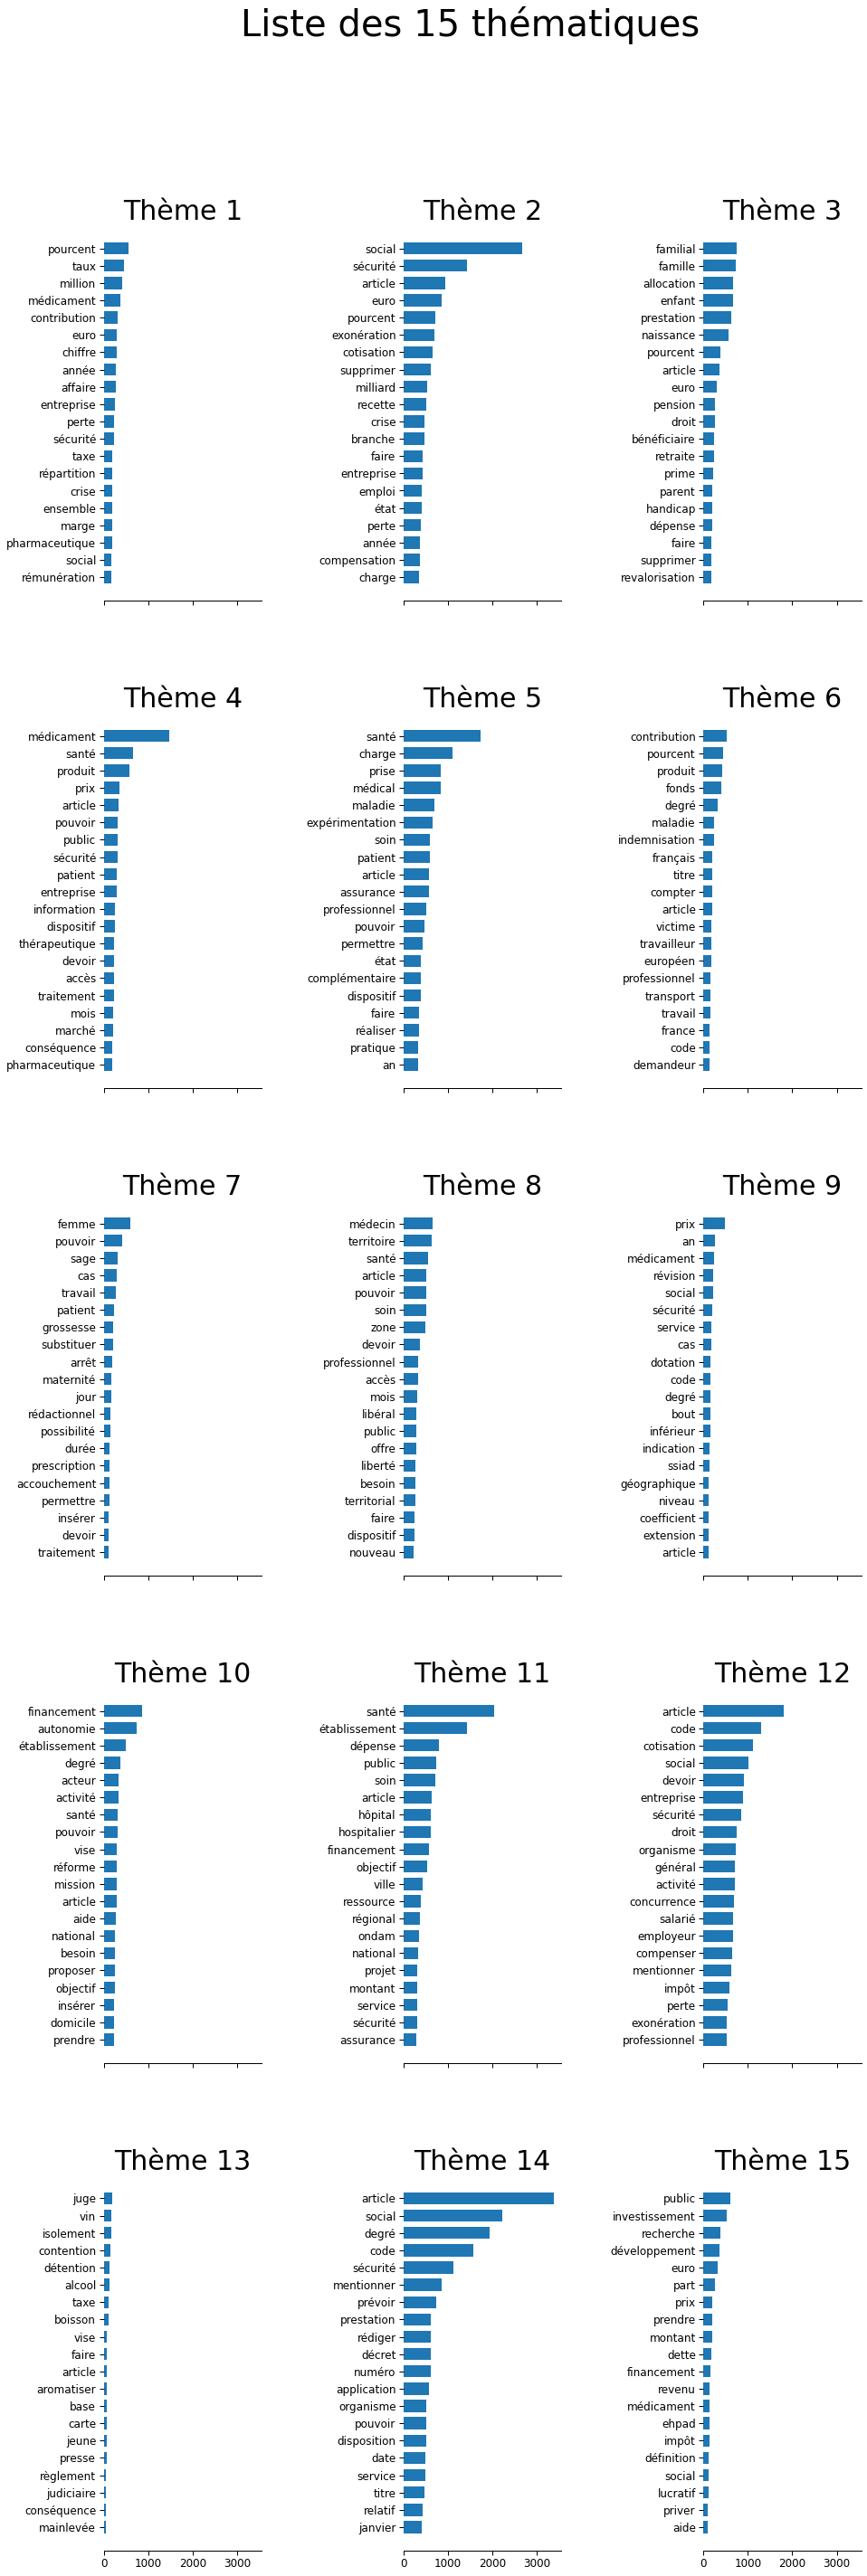 Liste des 15 thématiques
Thème 1
pourcent
taux
million
médicament
contribution
euro
chiffre
année
affaire
entreprise
perte
sécurité
taxe
répartition
crise
ensemble
marge
pharmaceutique
social
rémunération
Thème 2
social
sécurité
article
euro
pourcent
exonération
cotisation
supprimer
milliard
recette
crise
branche
faire
entreprise
emploi
état
perte
année
compensation
charge
Thème 3
familial
famille
allocation
enfant
prestation
naissance
pourcent
article
euro
pension
droit
bénéficiaire
retraite
prime
parent
handicap
dépense
faire
supprimer
revalorisation
Thème 4
médicament
santé
produit
prix
article
pouvoir
public
sécurité
patient
entreprise
information
dispositif
thérapeutique
devoir
accès
traitement
mois
marché
conséquence
pharmaceutique
Thème 5
santé
charge
prise
médical
maladie
expérimentation
soin
patient
article
assurance
professionnel
pouvoir
permettre
état
complémentaire
dispositif
faire
réaliser
pratique
an
Thème 6
contribution
pourcent
produit
fonds
degré
maladie
indemnisation
français
titre
compter
article
victime
travailleur
européen
professionnel
transport
travail
france
code
demandeur
Thème 7
femme
pouvoir
sage
cas
travail
patient
grossesse
substituer
arrêt
maternité
jour
rédactionnel
possibilité
durée
prescription
accouchement
permettre
insérer
devoir
traitement
Thème 8
médecin
territoire
santé
article
pouvoir
soin
zone
devoir
professionnel
accès
mois
libéral
public
offre
liberté
besoin
territorial
faire
dispositif
nouveau
Thème 9
prix
an
médicament
révision
social
sécurité
service
cas
dotation
code
degré
bout
inférieur
indication
ssiad
géographique
niveau
coefficient
extension
article
Thème 10
financement
autonomie
établissement
degré
acteur
activité
santé
pouvoir
vise
réforme
mission
article
aide
national
besoin
proposer
objectif
insérer
domicile
prendre
Thème 11
santé
établissement
dépense
public
soin
article
hôpital
hospitalier
financement
objectif
ville
ressource
régional
ondam
national
projet
montant
service
sécurité
assurance
Thème 12
article
code
cotisation
social
devoir
entreprise
sécurité
droit
organisme
général
activité
concurrence
salarié
employeur
compenser
mentionner
impôt
perte
exonération
professionnel
Thème 13
juge
vin
isolement
contention
détention
alcool
taxe
boisson
vise
faire
article
aromatiser
base
carte
jeune
presse
règlement
judiciaire
conséquence
mainlevée
0 1000 2000 3000
Thème 14
article
social
degré
code
sécurité
mentionner
prévoir
prestation
rédiger
décret
numéro
application
organisme
pouvoir
disposition
date
service
titre
relatif
janvier
0 1000 2000 3000
Thème 15
public
investissement
recherche
développement
euro
part
prix
prendre
montant
dette
financement
revenu
médicament
ehpad
impôt
définition
social
lucratif
priver
aide
0 1000 2000 3000